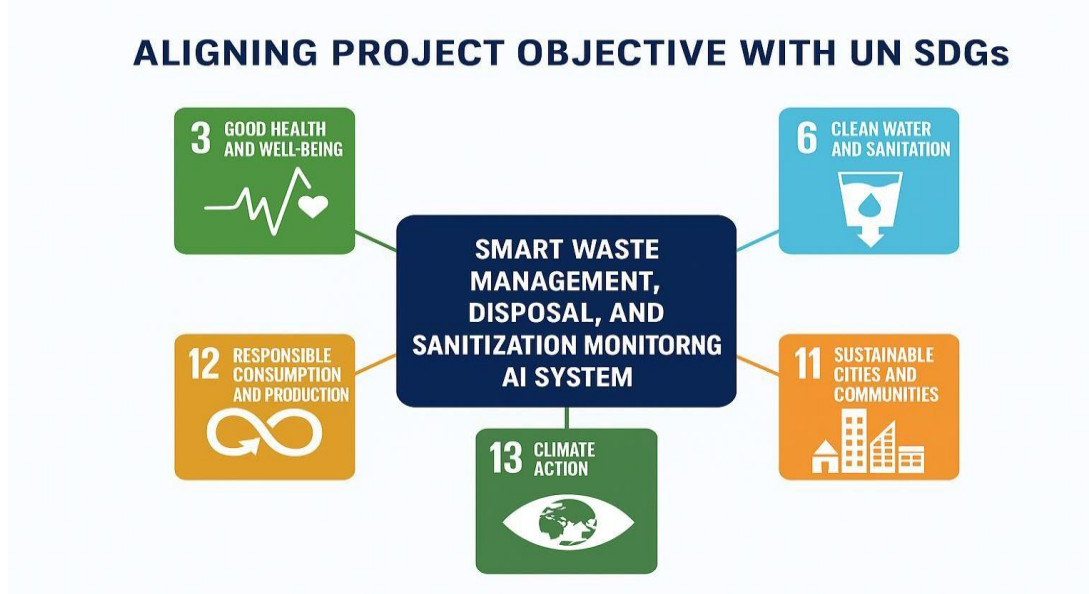 ALIGNING PROJECT OBJECTIVE WITH UN SDGs
3 GOOD HEALTH
AND WELL-BEING
6 CLEAN WATER
AND SANITATION
SMART WASTE
MANAGEMENT,
DISPOSAL, AND
SANITIZATION MONITORNG
AI SYSTEM
12 RESPONSIBLE
CONSUMPTION
AND PRODUCTION
11 SUSTAINABLE
CITIES AND
COMMUNITIES
13 CLIMATE
ACTION